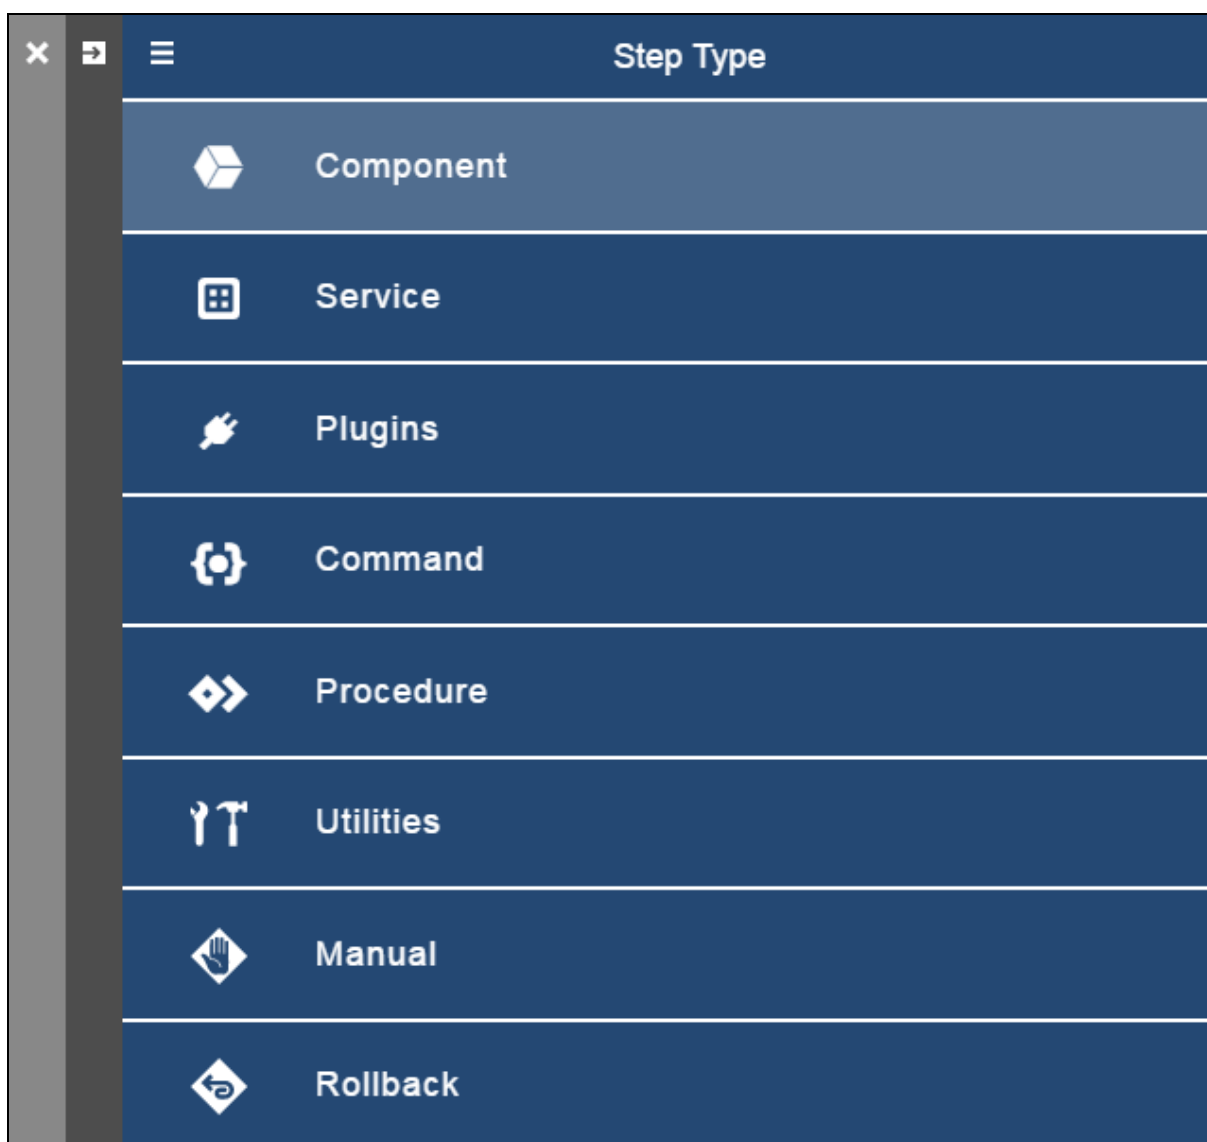 Step Type
Component
Service
Plugins
Command
Procedure
Utilities
Manual
Rollback